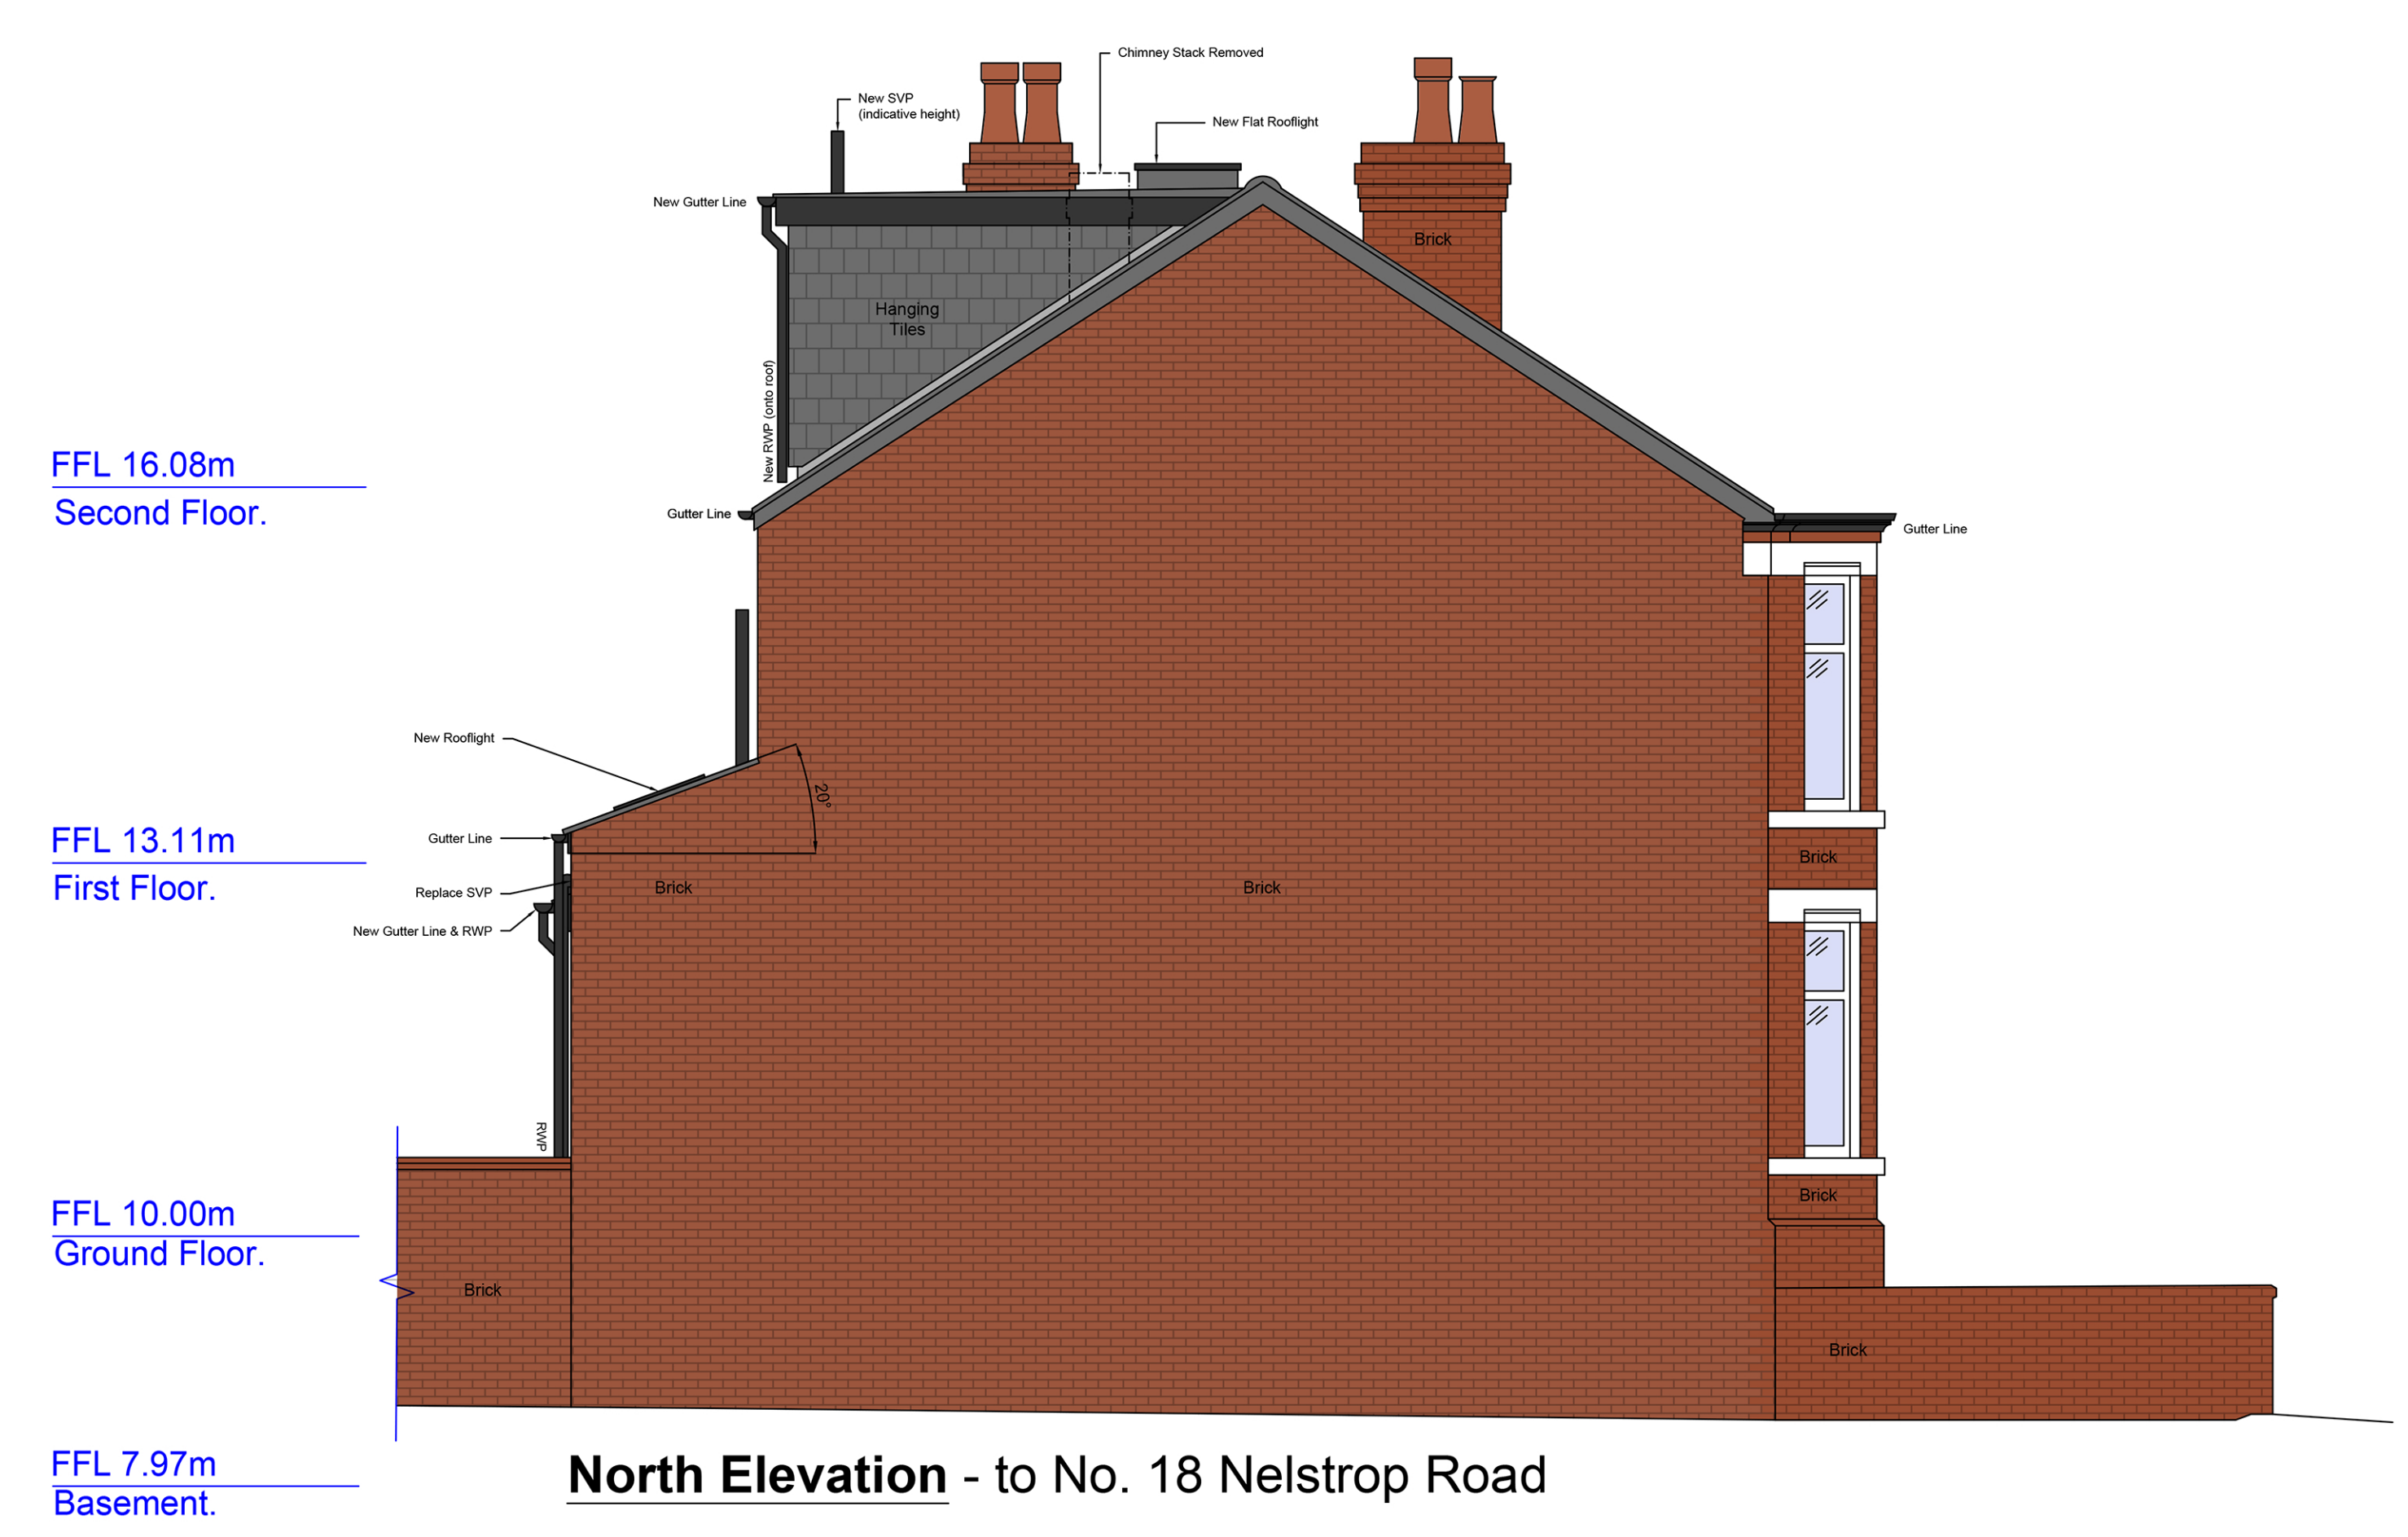 Chimney Stack Removed
New SVP
(indicative height)
New Flat Rooflight
New Gutter Line
Brick
Hanging
Tiles
New RWP (onto roof)
FFL 16.08m
Second Floor.
Gutter Line
Gutter Line
New Rooflight
20°
FFL 13.11m
First Floor.
Gutter Line
Replace SVP
New Gutter Line & RWP
Brick
Brick
Brick
RWP
FFL 10.00m
Ground Floor.
Brick
Brick
Brick
FFL 7.97m
Basement.
North Elevation - to No. 18 Nelstrop Road